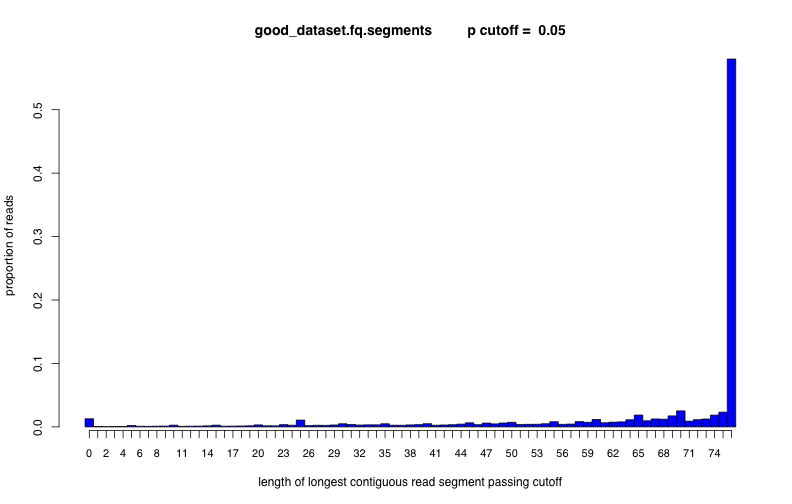 good_dataset.fq.segments p cutoff = 0.05
0.5
0.4
0.3
0.2
0.1
0.0
proportion of reads
0 2 4 6 8 11 14 17 20 23 26 29 32 35 38 41 44 47 50 53 56 59 62 65 68 71 74
length of longest contiguous read segment passing cutoff